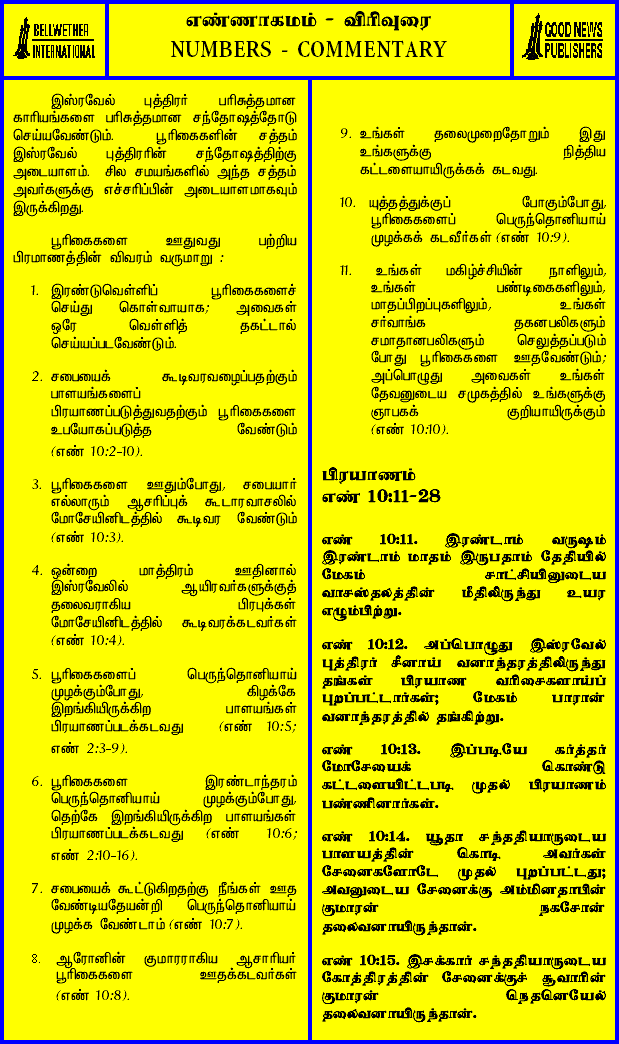 BELLWETHER
INTERNATIONAL
எண்ணாகமம் - விரிவுரை
NUMBERS - COMMENTARY
GOOD NEWS
PUBLISHERS
இஸ்ரவேல் புத்திரர் பரிசுத்தமான
காரியங்களை பரிசுத்தமான சந்தோஷத்தோடு
செய்யவேண்டும். பூரிகைகளின் சத்தம்
இஸ்ரவேல் புத்திரரின் சந்தோஷத்திற்கு
அடையாளம். சில சமயங்களில் அந்த சத்தம்
அவர்களுக்கு எச்சரிப்பின் அடையாளமாகவும்
இருக்கிறது.
பூரிகைகளை ஊதுவது பற்றிய
பிரமாணத்தின் விவரம் வருமாறு :
1. இரண்டுவெள்ளிப் பூரிகைகளைச்
செய்து கொள்வாயாக; அவைகள்
ஒரே வெள்ளித் தகட்டால்
செய்யப்படவேண்டும்.
2. சபையைக் கூடிவரவழைப்பதற்கும்
பாளயங்களைப்
பிரயாணப்படுத்துவதற்கும் பூரிகைகளை
உபயோகப்படுத்த வேண்டும்
(எண் 10:2-10).
3. பூரிகைகளை ஊதும்போது, சபையார்
எல்லாரும் ஆசரிப்புக் கூடாரவாசலில்
மோசேயினிடத்தில் கூடிவர வேண்டும்
(எண் 10:3).
4. ஒன்றை மாத்திரம் ஊதினால்
இஸ்ரவேலில் ஆயிரவர்களுக்குத்
தலைவராகிய பிரபுக்கள்
மோசேயினிடத்தில் கூடிவரக்கடவர்கள்
(எண் 10:4).
5. பூரிகைகளைப் பெருந்தொனியாய்
முழக்கும்போது, கிழக்கே
இறங்கியிருக்கிற பாளயங்கள்
பிரயாணப்படக்கடவது (எண் 10:5;
எண் 2:3-9).
6. பூரிகைகளை இரண்டாந்தரம்
பெருந்தொனியாய் முழக்கும்போது,
தெற்கே இறங்கியிருக்கிற பாளயங்கள்
பிரயாணப்படக்கடவது (எண் 10:6;
எண் 2:10-16).
7. சபையைக் கூட்டுகிறதற்கு நீங்கள் ஊத
வேண்டியதேயன்றி பெருந்தொனியாய்
முழக்க வேண்டாம் (எண் 10:7).
8. ஆரோனின் குமாரராகிய ஆசாரியர்
பூரிகைகளை ஊதக்கடவர்கள்
(எண் 10:8).
9. உங்கள் தலைமுறைதோறும் இது
உங்களுக்கு நித்திய
கட்டளையாயிருக்கக் கடவது.
10. யுத்தத்துக்குப் போகும்போது,
பூரிகைகளைப் பெருந்தொனியாய்
முழக்கக் கடவீர்கள் (எண் 10:9).
11. உங்கள் மகிழ்ச்சியின் நாளிலும்,
உங்கள் பண்டிகைகளிலும்,
மாதப்பிறப்புகளிலும், உங்கள்
சர்வாங்க தகனபலிகளும்
சமாதானபலிகளும் செலுத்தப்படும்
போது பூரிகைகளை ஊதவேண்டும்;
அப்பொழுது அவைகள் உங்கள்
தேவனுடைய சமுகத்தில் உங்களுக்கு
ஞாபகக் குறியாயிருக்கும்
(எண் 10:10).
பிரயாணம்
எண் 10:11-28
எண் 10:11. இரண்டாம் வருஷம்
இரண்டாம் மாதம் இருபதாம் தேதியில்
மேகம் சாட்சியினுடைய
வாசஸ்தலத்தின் மீதிலிருந்து உயர
எழும்பிற்று.
எண் 10:12. அப்பொழுது இஸ்ரவேல்
புத்திரர் சீனாய் வனாந்தரத்திலிருந்து
தங்கள் பிரயாண வரிசைகளாய்ப்
புறப்பட்டார்கள்; மேகம் பாரான்
வனாந்தரத்தில் தங்கிற்று.
எண் 10:13. இப்படியே கர்த்தர்
மோசேயைக் கொண்டு
கட்டளையிட்டபடி முதல் பிரயாணம்
பண்ணினார்கள்.
எண் 10:14. யூதா சந்ததியாருடைய
பாளயத்தின் கொடி அவர்கள்
சேனைகளோடே முதல் புறப்பட்டது;
அவனுடைய சேனைக்கு அம்மினதாபின்
குமாரன் நகசோன்
தலைவனாயிருந்தான்.
எண் 10:15. இசக்கார் சந்ததியாருடைய
கோத்திரத்தின் சேனைக்குச் சூவாரின்
குமாரன் நெதனெயேல்
தலைவனாயிருந்தான்.